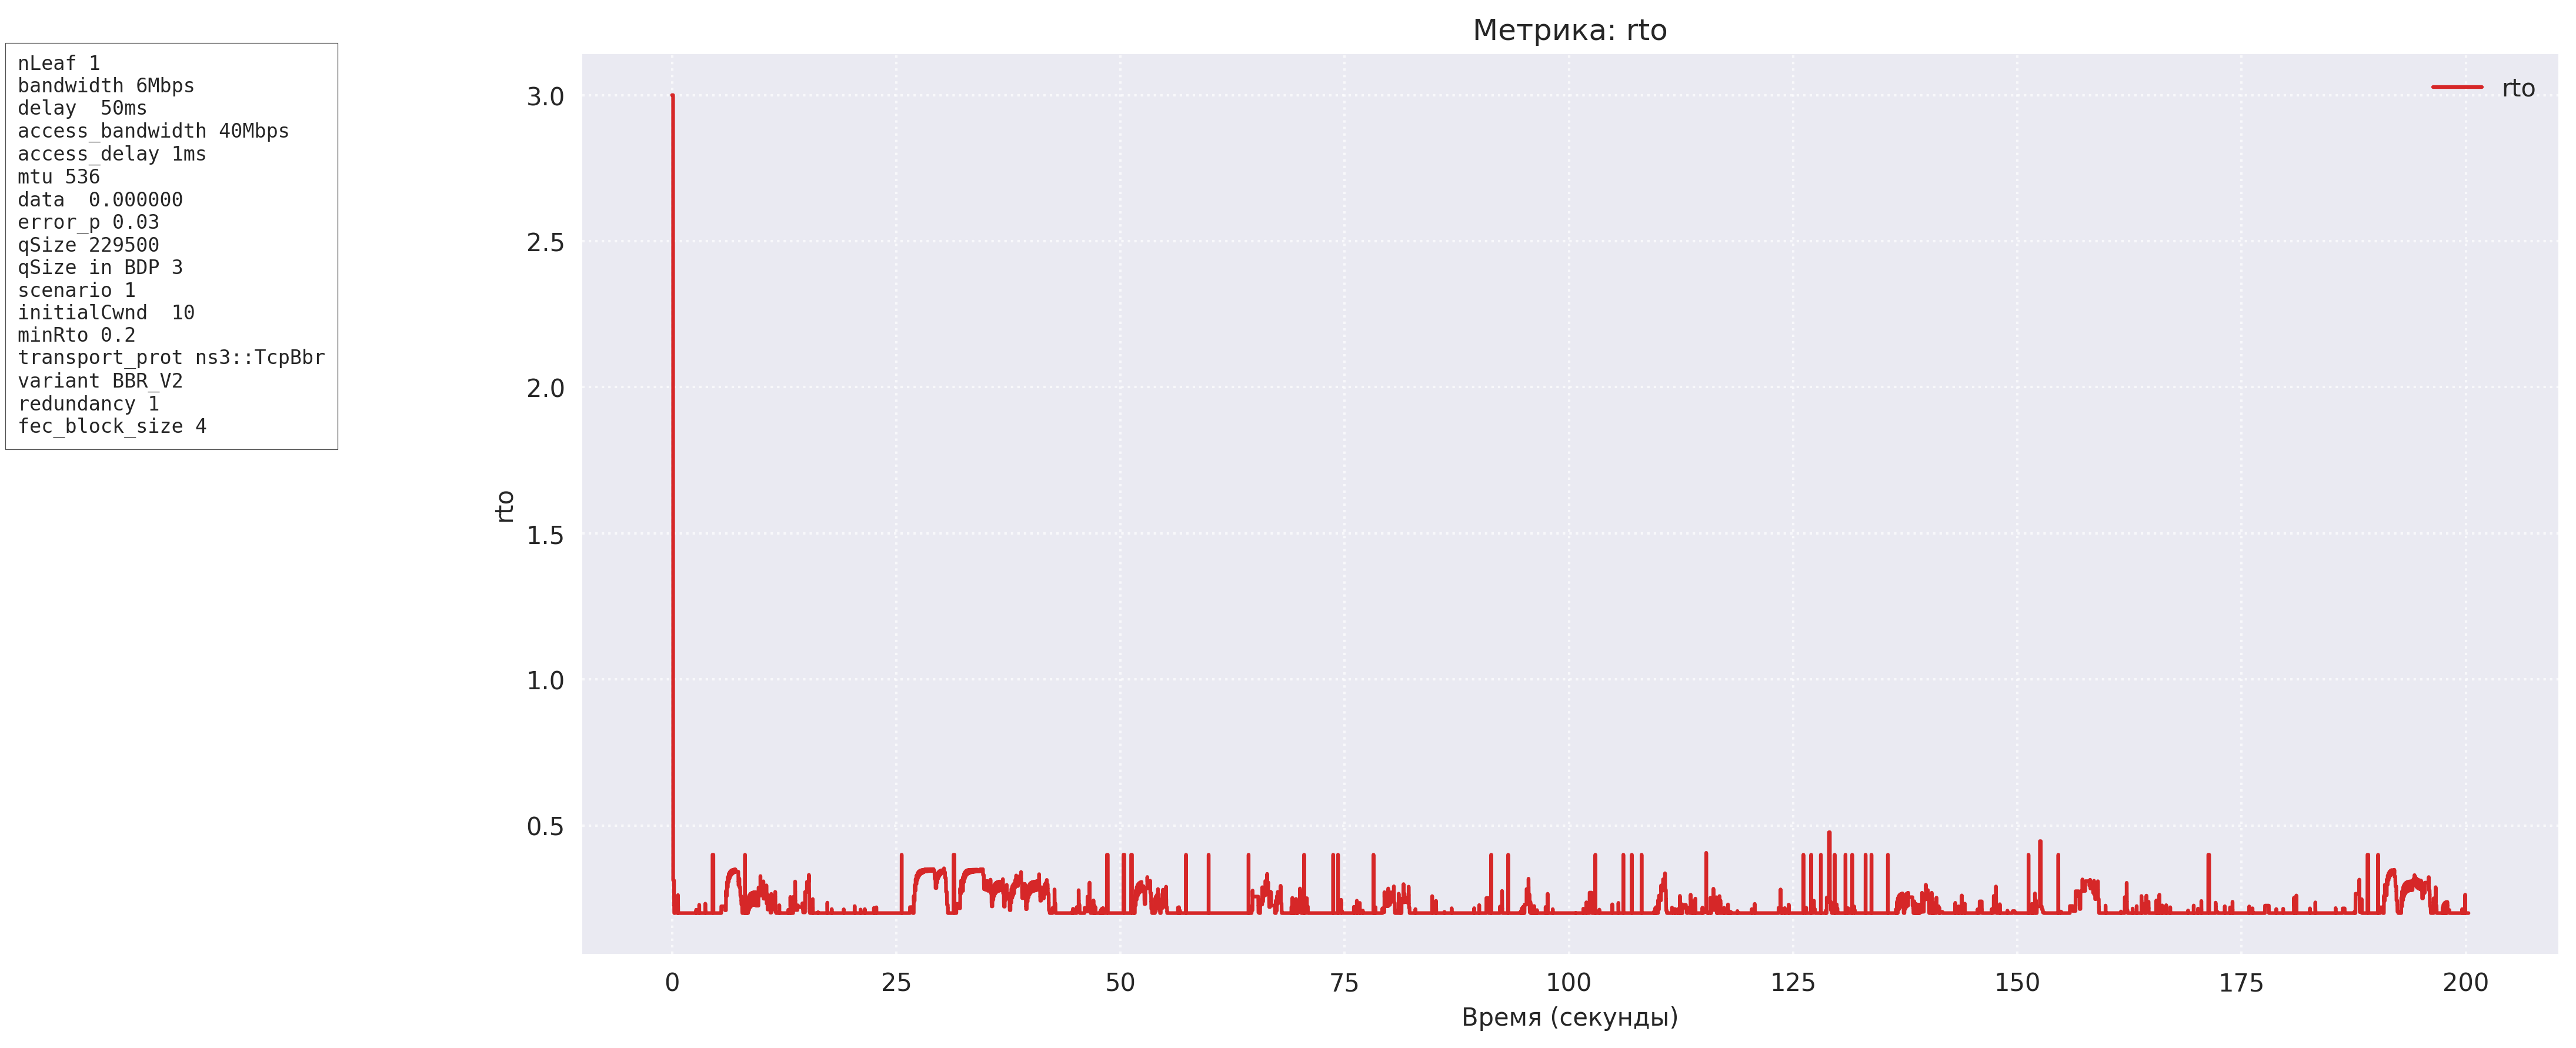 Метрика: rto
nLeaf 1
bandwidth 6Mbps
delay  50ms
access_bandwidth 40Mbps
access_delay 1ms
mtu 536
data  0.000000
error_p 0.03
qSize 229500
qSize in BDP 3
scenario 1
initialCwnd  10
minRto 0.2
transport_prot ns3::TcpBbr
variant BBR_V2
redundancy 1
fec_block_size 4
rto
3.0
2.5
2.0
1.5
1.0
0.5
rto
0 25 50 75 100 125 150 175 200
Время (секунды)